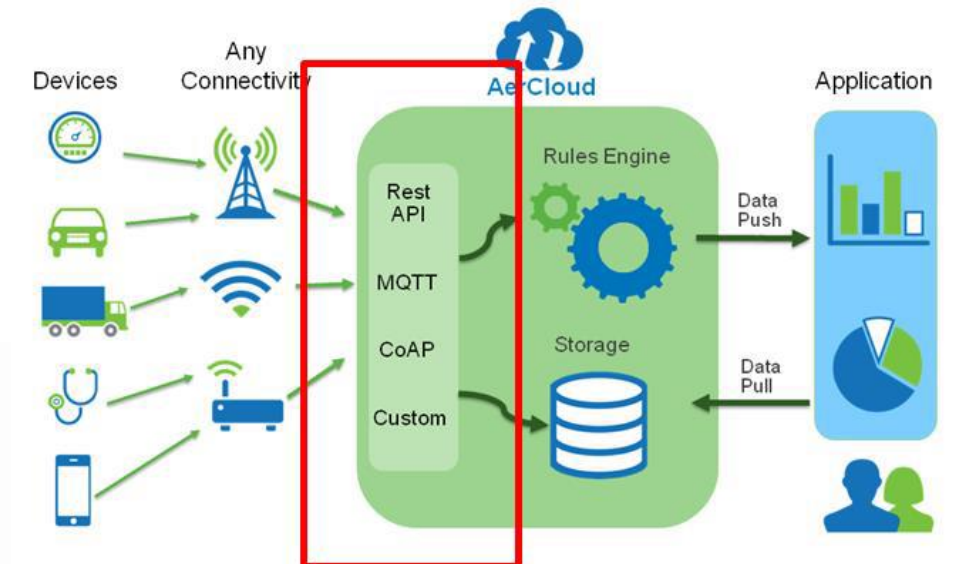 Devices
Any
Connectivity
AerCloud
Application
Rest
API
MQTT
CoAP
Custom
Rules Engine
Storage
Data
Push
Data
Pull